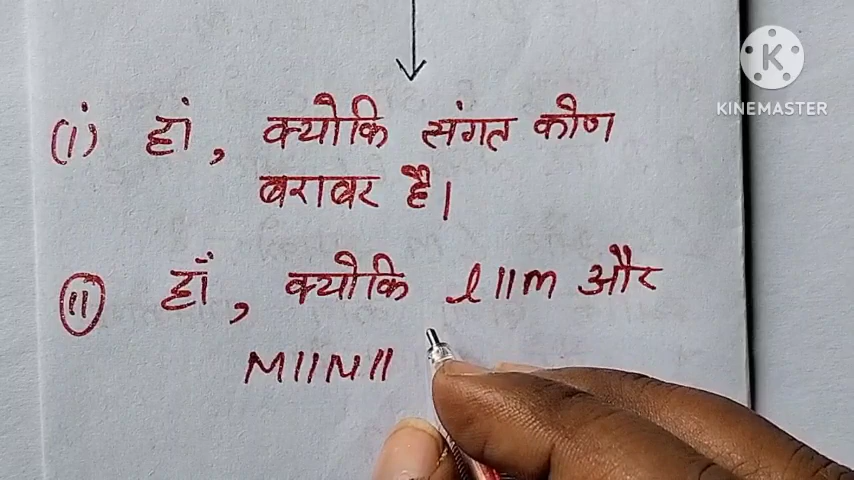 (i) हां, क्योकि संगत कोण
बराबर है।
(ii) हाँ, क्योकि l॥m और
M॥N॥
K
KINEMASTER